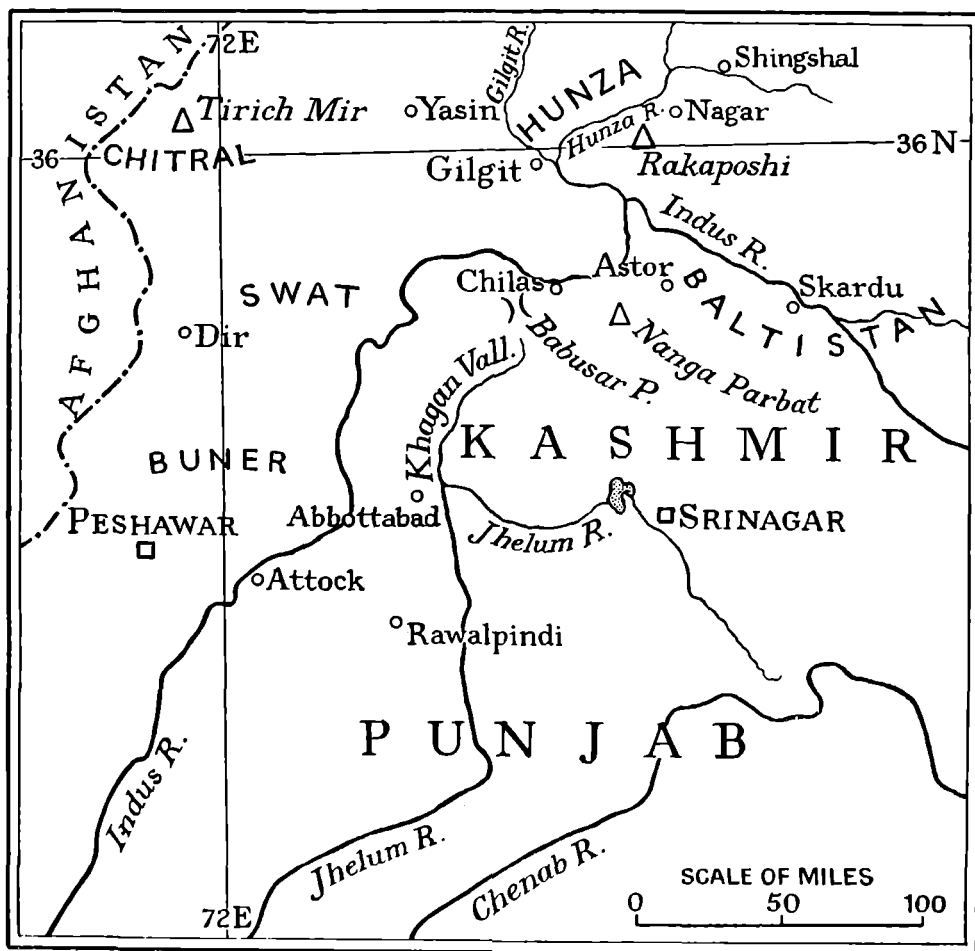 72E
Gilgit R.
HUNZA
Shingshal
AFGHANISTAN
Tirich Mir
Yasin
Hunza R.
Nagar
36
CHITRAL
36N
Gilgit
Rakaposhi
Indus R.
SWAT
Chilas
Astor
BALTISTAN
Skardu
Dir
Khagan Vall.
Babusar P.
Nanga Parbat
KASHMIR
BUNER
PESHAWAR
Abbottabad
Jhelum R.
SRINAGAR
Attock
Rawalpindi
PUNJAB
Indus R.
Jhelum R.
Chenab R.
SCALE OF MILES
0 50 100
72E